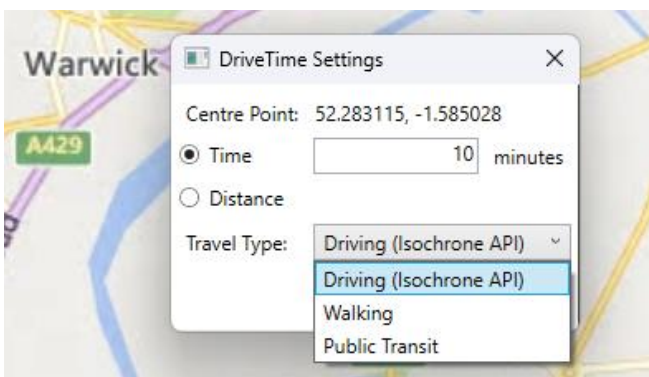 Warwick
DriveTime Settings
Centre Point: 52.283115, -1.585028
A429
Time 10 minutes
Distance
Travel Type: Driving (Isochrone API)
Driving (Isochrone API)
Walking
Public Transit